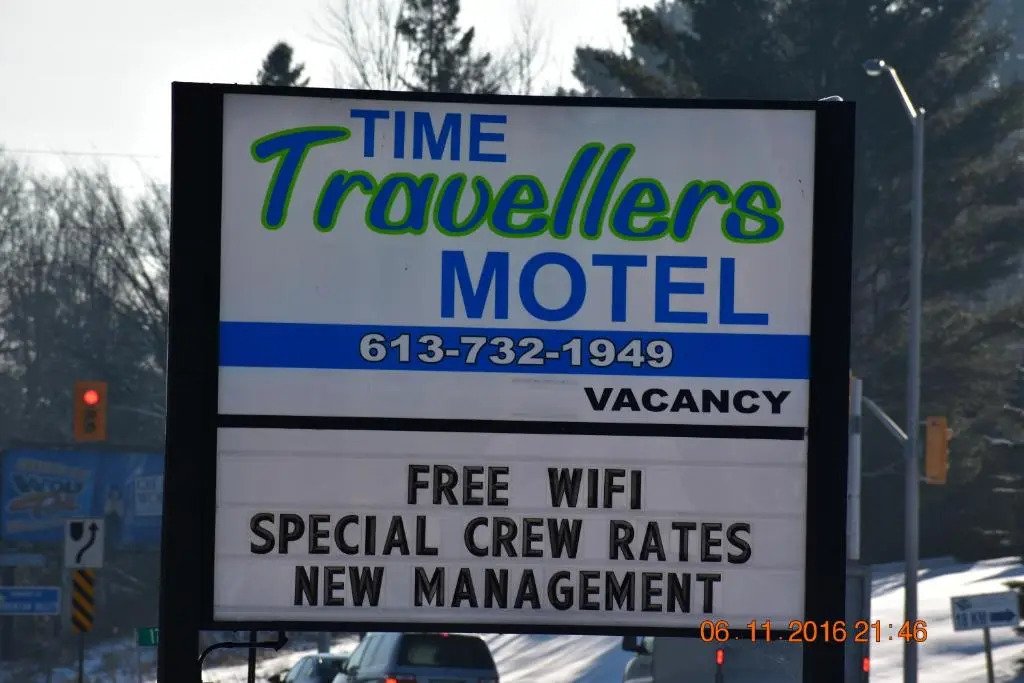 TIME
Travellers
MOTEL
613-732-1949
VACANCY
FREE WIFI
SPECIAL CREW RATES
NEW MANAGEMENT
06.11.2016 21:46